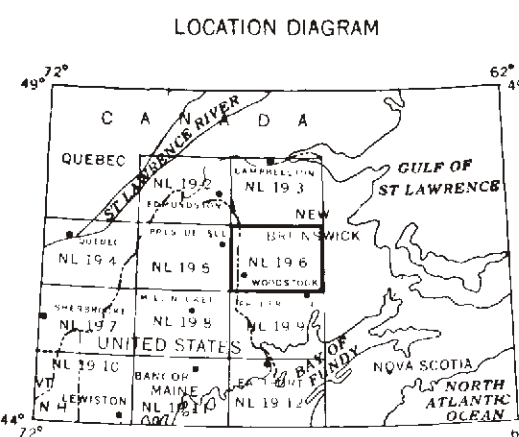 LOCATION DIAGRAM
49° 72° 62°
C A N A D A
QUEBEC
ST LAWRENCE RIVER
CAMPBELLTON
NL 19 2 NL 19 3
EDMUNDSTON
GULF OF
ST LAWRENCE
NEW
BRUNSWICK
QUEBEC
NL 19 4 NL 19 5 NL 19 6
WOODSTOCK
SHERBROOKE
NL 19 7 NL 19 8 NL 19 9
UNITED STATES
BAY OF
FUNDY
NOVA SCOTIA
NL 19 10
BANGOR
VT
MAINE
N H
LEWISTON
NL 19 11 NL 19 12
NORTH
ATLANTIC
OCEAN
44° 72°